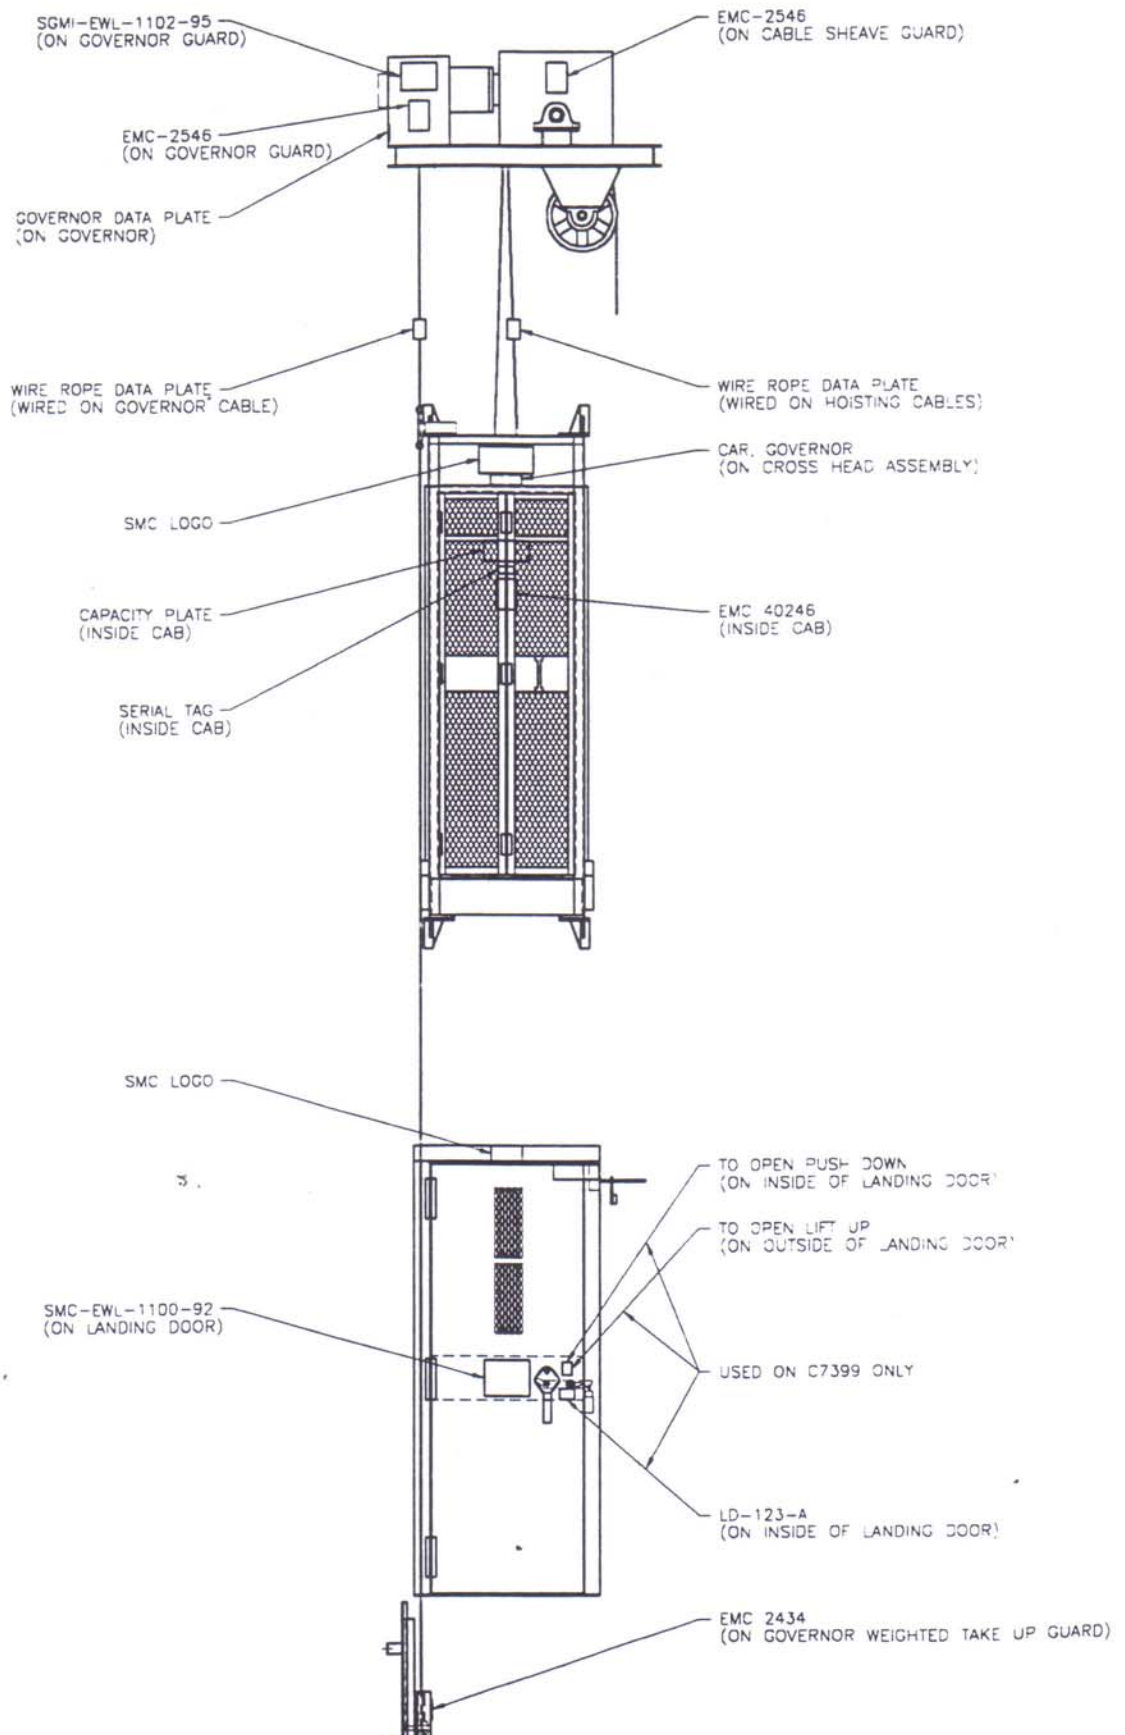 SGMI-EWL-1102-95
(ON GOVERNOR GUARD)
EMC-2546
(ON CABLE SHEAVE GUARD)
EMC-2546
(ON GOVERNOR GUARD)
GOVERNOR DATA PLATE
(ON GOVERNOR)
WIRE ROPE DATA PLATE
(WIRED ON GOVERNOR CABLE)
WIRE ROPE DATA PLATE
(WIRED ON HOISTING CABLES)
CAR, GOVERNOR
(ON CROSS HEAD ASSEMBLY)
SMC LOGO
CAPACITY PLATE
(INSIDE CAB)
EMC 40246
(INSIDE CAB)
SERIAL TAG
(INSIDE CAB)
SMC LOGO
TO OPEN PUSH DOWN
(ON INSIDE OF LANDING DOOR)
TO OPEN LIFT UP
(ON OUTSIDE OF LANDING DOOR)
SMC-EWL-1100-92
(ON LANDING DOOR)
USED ON C7399 ONLY
LD-123-A
(ON INSIDE OF LANDING DOOR)
EMC 2434
(ON GOVERNOR WEIGHTED TAKE UP GUARD)